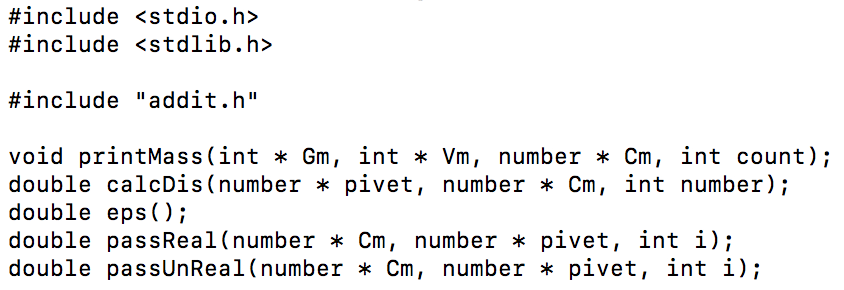 #include <stdio.h>
#include <stdlib.h>
#include "addit.h"
void printMass(int * Gm, int * Vm, number * Cm, int count);
double calcDis(number * pivet, number * Cm, int number);
double eps();
double passReal(number * Cm, number * pivet, int i);
double passUnReal(number * Cm, number * pivet, int i);